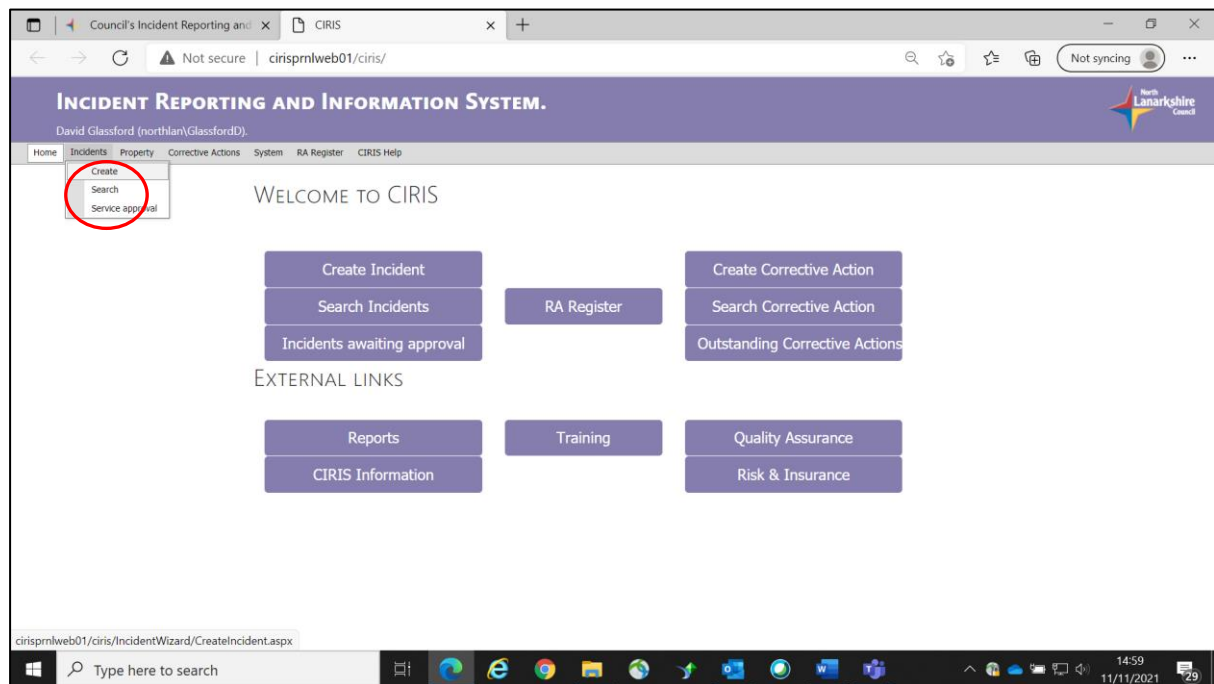 Council's Incident Reporting and
CIRIS
Not secure | cirisprnlweb01/ciris/
Not syncing
INCIDENT REPORTING AND INFORMATION SYSTEM.
North Lanarkshire Council
David Glassford (northlan\GlassfordD).
Home Incidents Property Corrective Actions System RA Register CIRIS Help
Create
Search
Service approval
WELCOME TO CIRIS
Create Incident
Create Corrective Action
Search Incidents
RA Register
Search Corrective Action
Incidents awaiting approval
Outstanding Corrective Actions
EXTERNAL LINKS
Reports
Training
Quality Assurance
CIRIS Information
Risk & Insurance
cirisprnlweb01/ciris/IncidentWizard/CreateIncident.aspx
Type here to search
14:59
11/11/2021
29